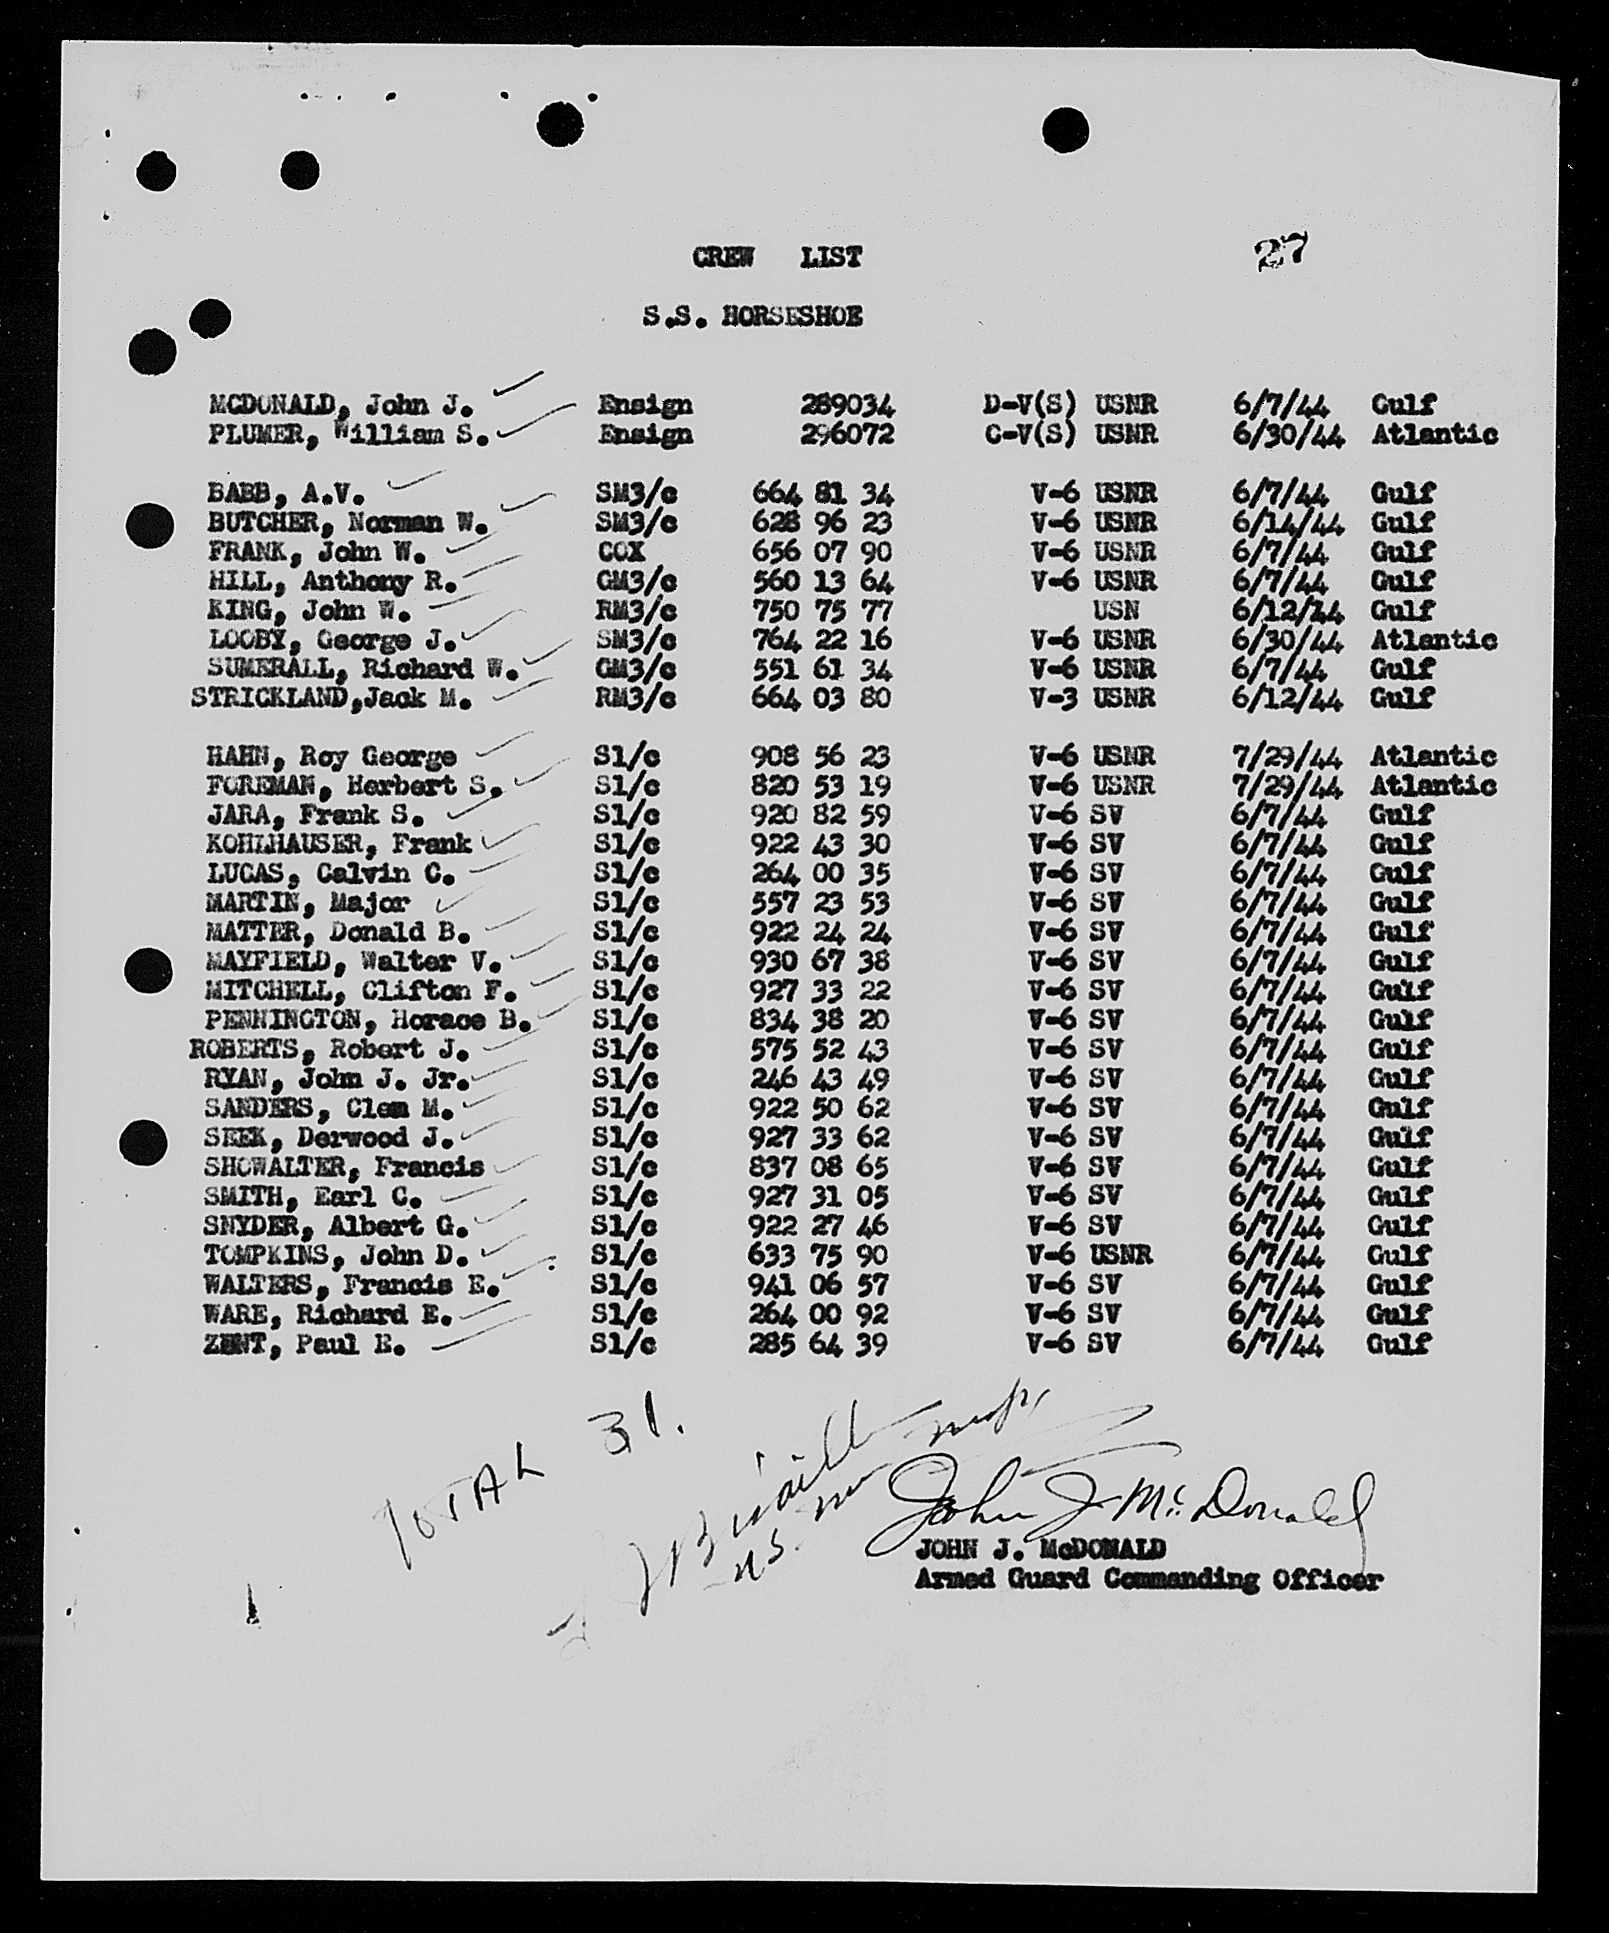 CREW LIST
27
S.S. HORSESHOE
MCDONALD, John J. Ensign 289034 D-V(S) USNR 6/7/44 Gulf
PLUMER, William S. Ensign 296072 C-V(S) USNR 6/30/44 Atlantic
BABB, A.V. SM3/c 664 81 34 V-6 USNR 6/7/44 Gulf
BUTCHER, Norman W. SM3/c 628 96 23 V-6 USNR 6/14/44 Gulf
FRANK, John W. COX 656 07 90 V-6 USNR 6/7/44 Gulf
HILL, Anthony R. GM3/c 560 13 64 V-6 USNR 6/7/44 Gulf
KING, John W. RM3/c 750 75 77 USN 6/12/44 Gulf
LOOBY, George J. SM3/c 764 22 16 V-6 USNR 6/30/44 Atlantic
SUMERALL, Richard W. GM3/c 551 61 34 V-6 USNR 6/7/44 Gulf
STRICKLAND,Jack M. RM3/c 664 03 80 V-3 USNR 6/12/44 Gulf
HAHN, Roy George S1/c 908 56 23 V-6 USNR 7/29/44 Atlantic
FOREMAN, Herbert S. S1/c 820 53 19 V-6 USNR 7/29/44 Atlantic
JARA, Frank S. S1/c 920 82 59 V-6 SV 6/7/44 Gulf
KOHLHAUSER, Frank S1/c 922 43 30 V-6 SV 6/7/44 Gulf
LUCAS, Calvin C. S1/c 264 00 35 V-6 SV 6/7/44 Gulf
MARTIN, Major S1/c 557 23 53 V-6 SV 6/7/44 Gulf
MATTER, Donald B. S1/c 922 24 24 V-6 SV 6/7/44 Gulf
MAYFIELD, Walter V. S1/c 930 67 38 V-6 SV 6/7/44 Gulf
MITCHELL, Clifton F. S1/c 927 33 22 V-6 SV 6/7/44 Gulf
PENNINGTON, Horace B. S1/c 834 38 20 V-6 SV 6/7/44 Gulf
ROBERTS, Robert J. S1/c 575 52 43 V-6 SV 6/7/44 Gulf
RYAN, John J. Jr. S1/c 246 43 49 V-6 SV 6/7/44 Gulf
SANDERS, Clem M. S1/c 922 50 62 V-6 SV 6/7/44 Gulf
SEEK, Derwood J. S1/c 927 33 62 V-6 SV 6/7/44 Gulf
SHOWALTER, Francis S1/c 837 08 65 V-6 SV 6/7/44 Gulf
SMITH, Earl C. S1/c 927 31 05 V-6 SV 6/7/44 Gulf
SNYDER, Albert G. S1/c 922 27 46 V-6 SV 6/7/44 Gulf
TOMPKINS, John D. S1/c 633 75 90 V-6 USNR 6/7/44 Gulf
WALTERS, Francis E. S1/c 941 06 57 V-6 SV 6/7/44 Gulf
WARE, Richard E. S1/c 264 00 92 V-6 SV 6/7/44 Gulf
ZENT, Paul E. S1/c 285 64 39 V-6 SV 6/7/44 Gulf
TOTAL 31.
John J. McDonald
JOHN J. McDONALD
Armed Guard Commanding Officer